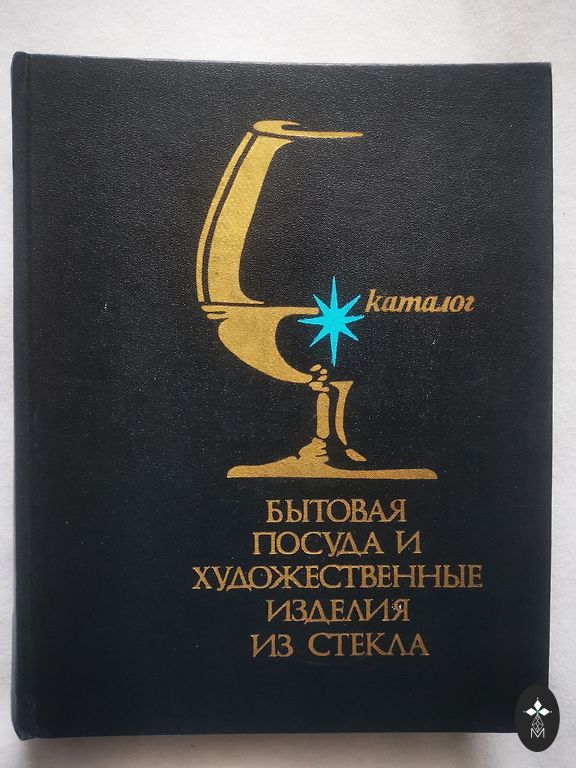 каталог
БЫТОВАЯ
ПОСУДА И
ХУДОЖЕСТВЕННЫЕ
ИЗДЕЛИЯ
ИЗ СТЕКЛА